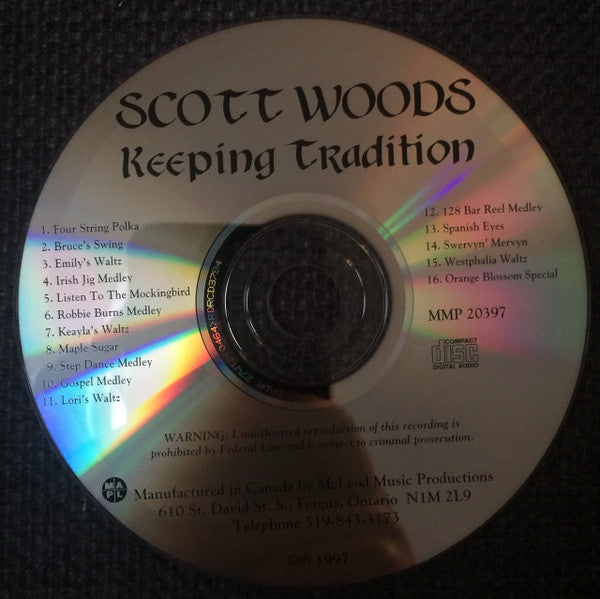 SCOTT WOODS
Keeping Tradition
1. Four String Polka
2. Bruce's Swing
3. Emily's Waltz
4. Irish Jig Medley
5. Listen To The Mockingbird
6. Robbie Burns Medley
7. Keayla's Waltz
8. Maple Sugar
9. Step Dance Medley
10. Gospel Medley
11. Lori's Waltz
12. 128 Bar Reel Medley
13. Spanish Eyes
14. Swervyn' Mervyn
15. Westphalia Waltz
16. Orange Blossom Special
MMP 20397
COMPACT
disc
DIGITAL AUDIO
WARNING: Unauthorized reproduction of this recording is
prohibited by Federal Law and is subject to criminal prosecution.
MAPL
Manufactured in Canada by McLeod Music Productions
610 St. David St. S., Fergus, Ontario N1M 2L9
Telephone 519-843-3173
©℗ 1997